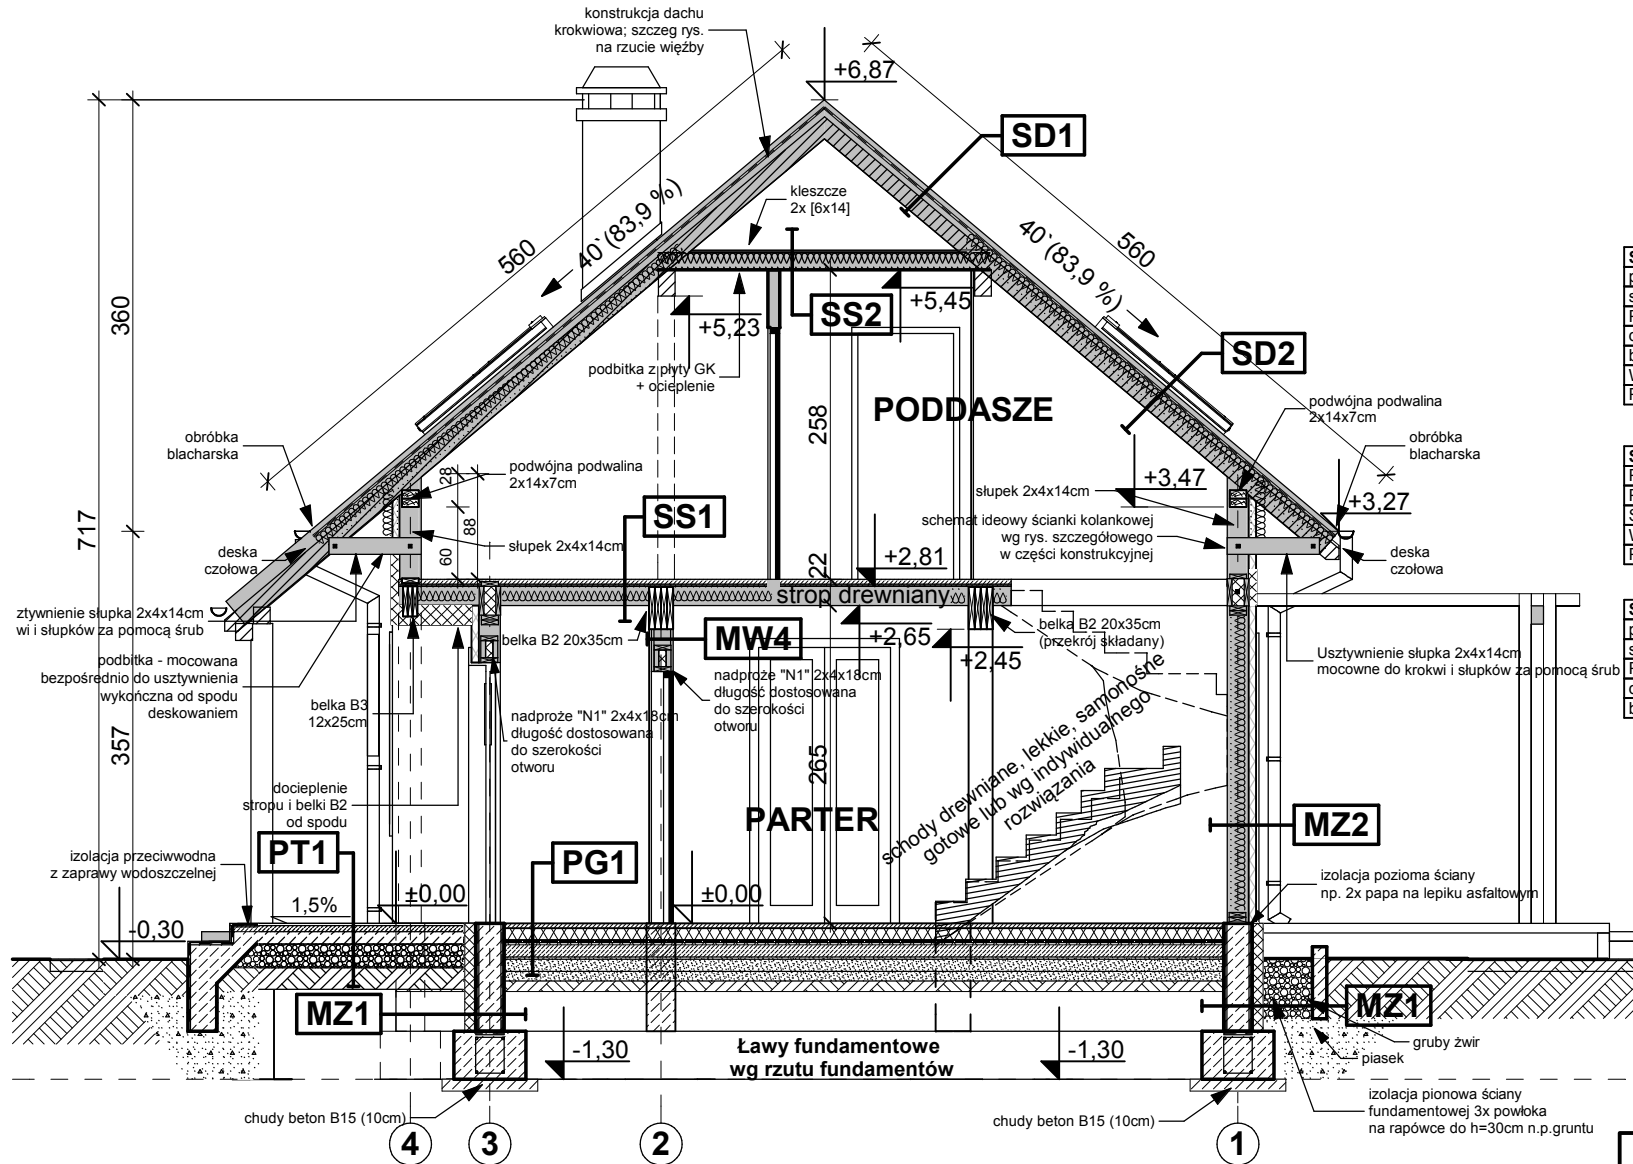 konstrukcja dachu
krokwiowa; szczeg rys.
na rzucie więźby
+6,87
SD1
kleszcze
2x [6x14]
560
40`(83,9 %)
40`(83,9 %)
560
360
SS2
+5,23
+5,45
SD2
podbitka z płyty GK
+ ocieplenie
PODDASZE
258
podwójna podwalina
2x14x7cm
obróbka
blacharska
obróbka
blacharska
podwójna podwalina
2x14x7cm
28
88
60
SS1
słupek 2x4x14cm
+3,47
+3,27
717
słupek 2x4x14cm
schemat ideowy ścianki kolankowej
wg rys. szczegółowego
w części konstrukcyjnej
deska
czołowa
deska
czołowa
22
+2,81
strop drewniany
ztywnienie słupka 2x4x14cm
wi i słupków za pomocą śrub
belka B2 20x35cm
MW4
+2,65
+2,45
belka B2 20x35cm
(przekrój składany)
Usztywnienie słupka 2x4x14cm
mocowne do krokwi i słupków za pomocą śrub
podbitka - mocowana
bezpośrednio do usztywnienia
wykończna od spodu
deskowaniem
belka B3
12x25cm
nadproże "N1" 2x4x18cm
długość dostosowana
do szerokości
otworu
nadproże "N1" 2x4x18cm
długość dostosowana
do szerokości
otworu
357
265
schody drewniane, lekkie, samonośne
gotowe lub wg indywidualnego
rozwiązania
docieplenie
stropu i belki B2
od spodu
PARTER
MZ2
izolacja przeciwwodna
z zaprawy wodoszczelnej
PT1
PG1
izolacja pozioma ściany
np. 2x papa na lepiku asfaltowym
1,5%
±0,00
±0,00
-0,30
MZ1
MZ1
gruby żwir
piasek
-1,30
Ławy fundamentowe
wg rzutu fundamentów
-1,30
izolacja pionowa ściany
fundamentowej 3x powłoka
na rapówce do h=30cm n.p.gruntu
chudy beton B15 (10cm)
chudy beton B15 (10cm)
4
3
2
1